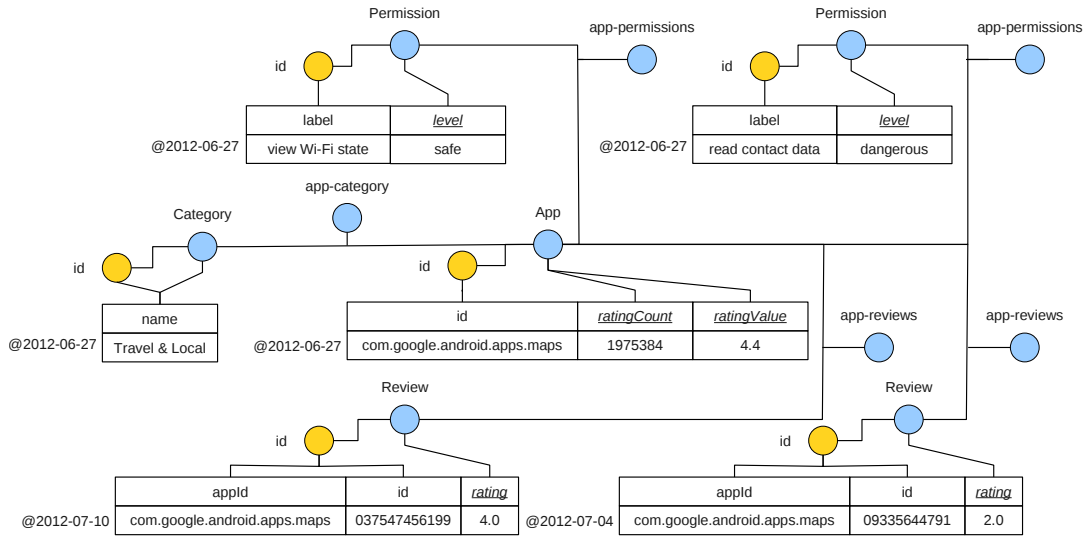 Permission
app-permissions
Permission
app-permissions
id
id
label level
@2012-06-27 view Wi-Fi state safe
label level
@2012-06-27 read contact data dangerous
app-category
Category
App
id
id
name
@2012-06-27 Travel & Local
id ratingCount ratingValue
@2012-06-27 com.google.android.apps.maps 1975384 4.4
app-reviews
app-reviews
Review
Review
id
id
appId id rating
@2012-07-10 com.google.android.apps.maps 037547456199 4.0
appId id rating
@2012-07-04 com.google.android.apps.maps 09335644791 2.0